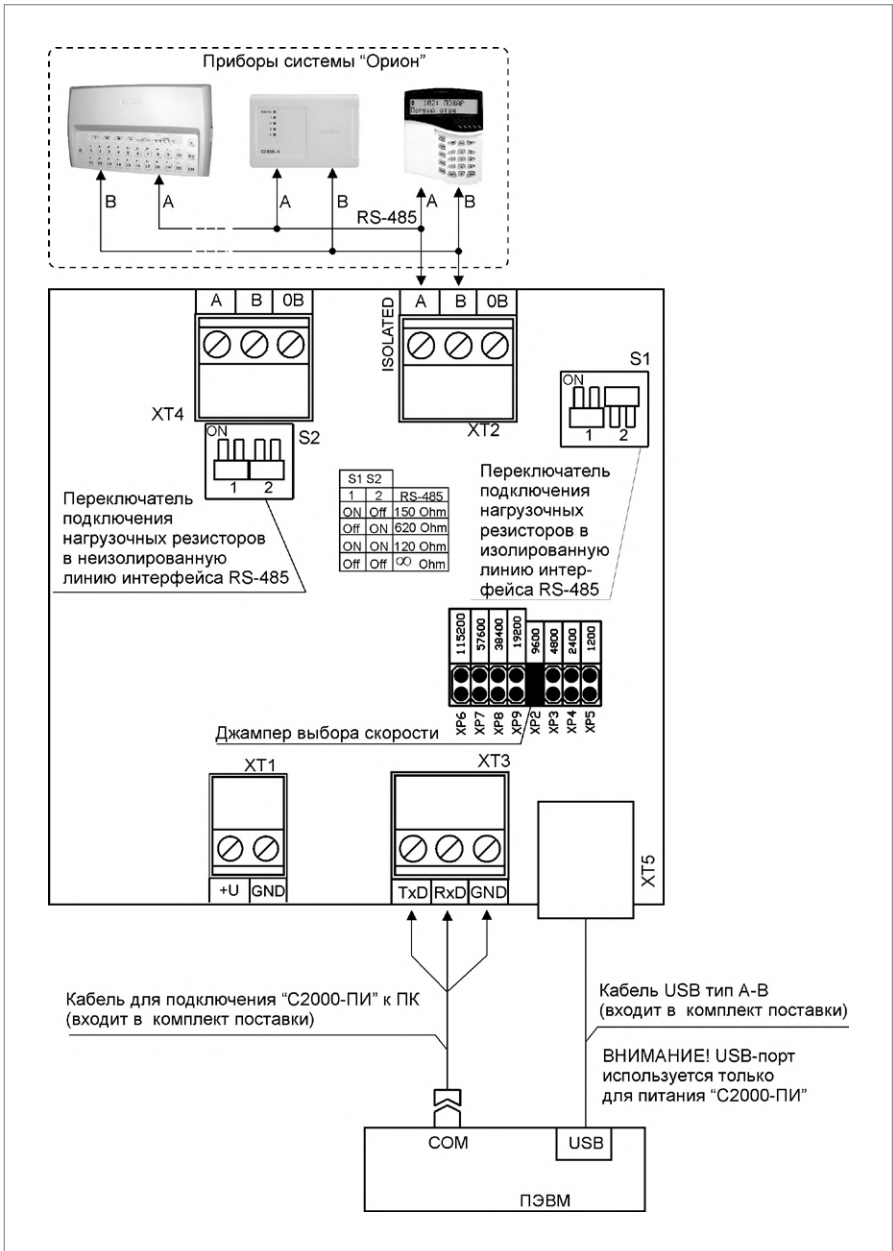 Приборы системы “Орион”
102: ПОЖАР
Первый этаж
B A A B A B
RS-485
A B 0B
ISOLATED
A B 0B
XT4
XT2
S1
ON
1 2
ON
1 2
S2
Переключатель
подключения
нагрузочных резисторов
в неизолированную
линию интерфейса RS-485
S1 S2
1 2 RS-485
ON Off 150 Ohm
Off ON 620 Ohm
ON ON 120 Ohm
Off Off ∞ Ohm
Переключатель
подключения
нагрузочных
резисторов в
изолированную
линию интер-
фейса RS-485
115200 57600 38400 19200 9600 4800 2400 1200
XP6 XP7 XP8 XP9 XP2 XP3 XP4 XP5
Джампер выбора скорости
XT1
XT3
XT5
+U GND
TxD RxD GND
Кабель для подключения “С2000-ПИ” к ПК
(входит в комплект поставки)
Кабель USB тип А-В
(входит в комплект поставки)
ВНИМАНИЕ! USB-порт
используется только
для питания “С2000-ПИ”
COM
USB
ПЭВМ